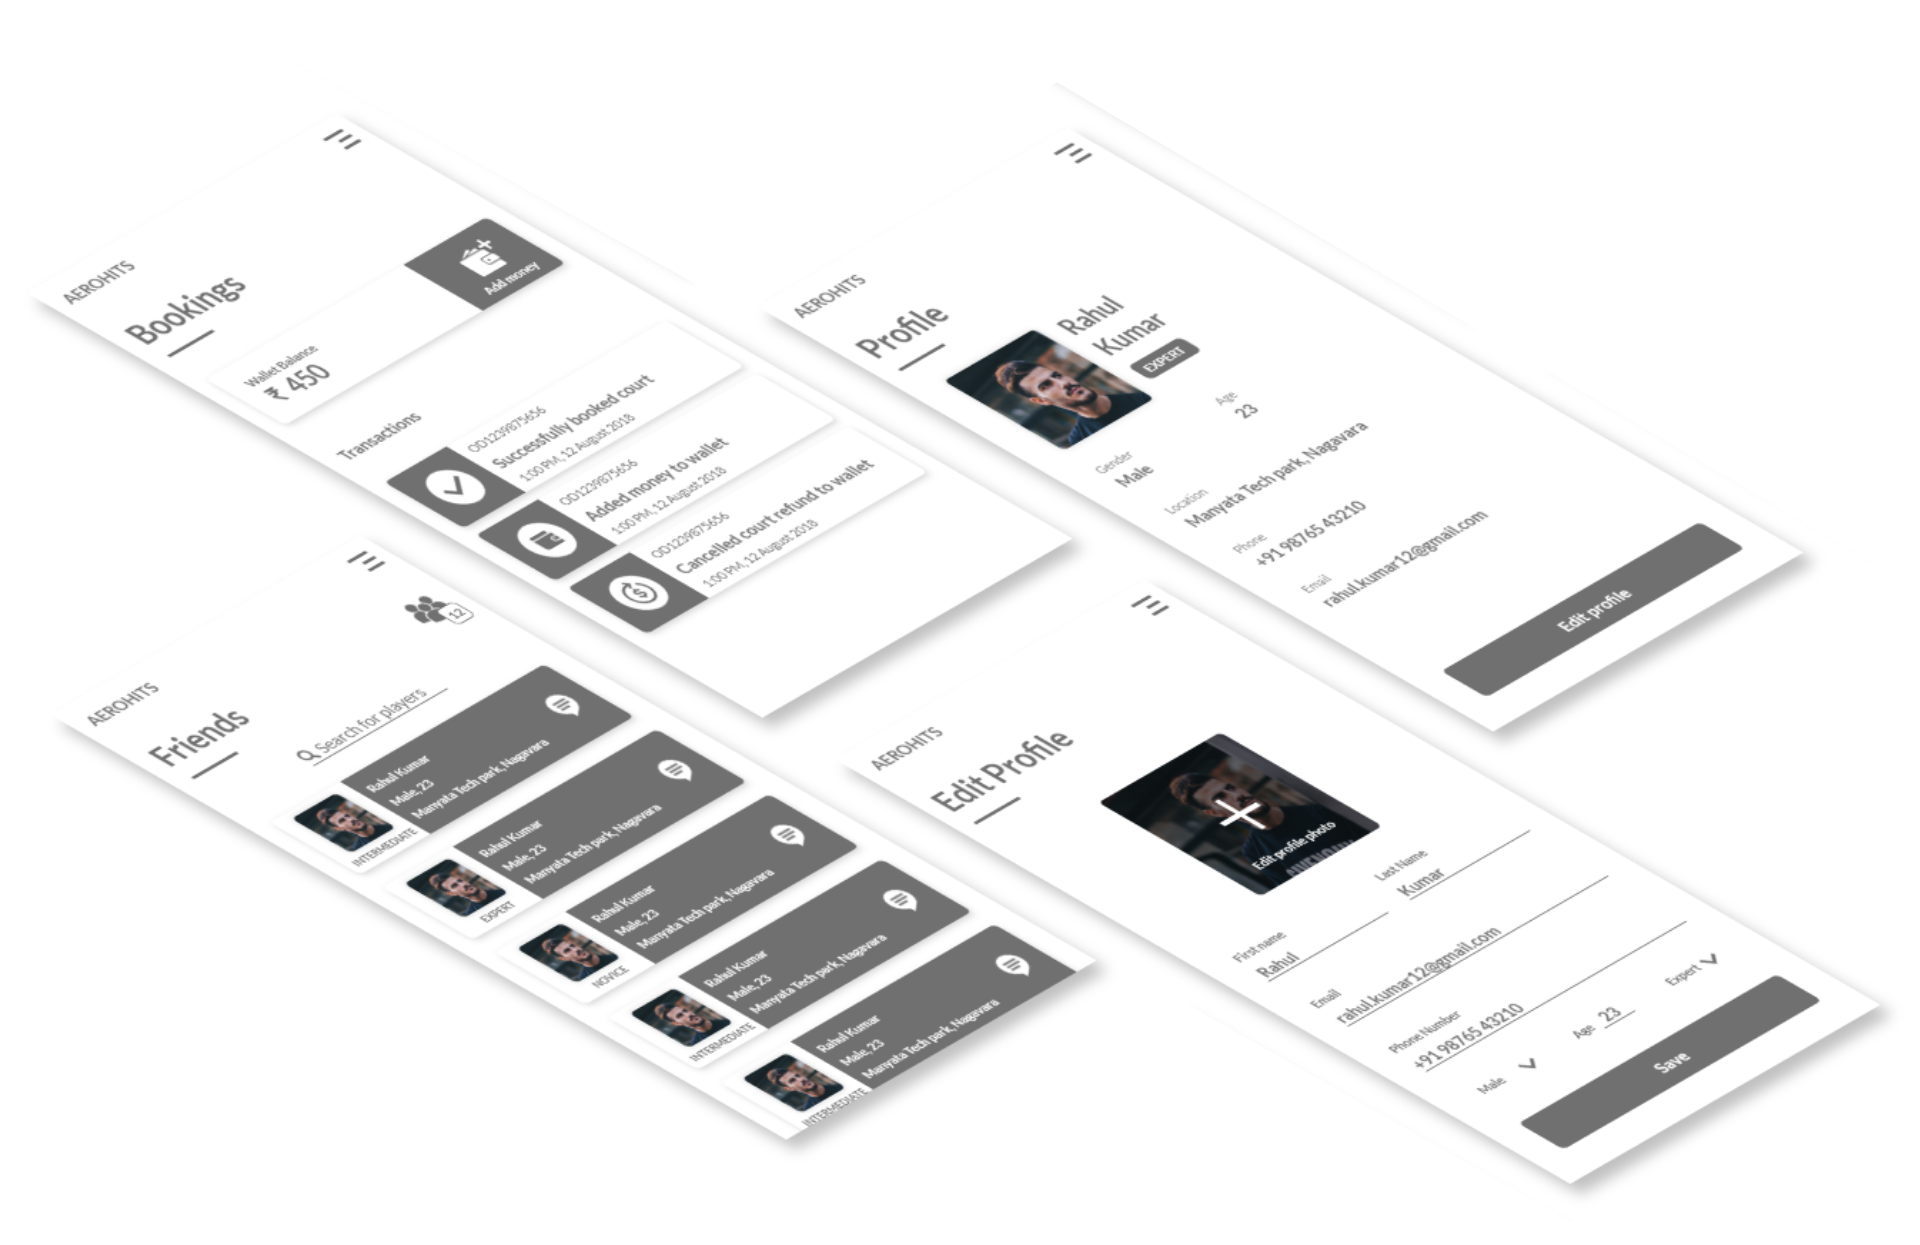 AEROHITS
Bookings
Wallet Balance
₹ 450
Add money
Transactions
OD1239875656
Successfully booked court
1:00 PM, 12 August 2018
OD1239875656
Added money to wallet
1:00 PM, 12 August 2018
OD1239875656
Cancelled court refund to wallet
1:00 PM, 12 August 2018
AEROHITS
Profile
Rahul
Kumar
EXPERT
Gender
Male
Age
23
Location
Manyata Tech park, Nagavara
Phone
+91 98765 43210
Email
rahul.kumar12@gmail.com
Edit profile
AEROHITS
Friends
12
Search for players
Rahul Kumar
Male, 23
Manyata Tech park, Nagavara
INTERMEDIATE
Rahul Kumar
Male, 23
Manyata Tech park, Nagavara
EXPERT
Rahul Kumar
Male, 23
Manyata Tech park, Nagavara
NOVICE
Rahul Kumar
Male, 23
Manyata Tech park, Nagavara
INTERMEDIATE
Rahul Kumar
Male, 23
Manyata Tech park, Nagavara
INTERMEDIATE
AEROHITS
Edit Profile
Edit profile photo
First name
Rahul
Last Name
Kumar
Email
rahul.kumar12@gmail.com
Phone Number
+91 98765 43210
Male
Age 23
Expert
Save